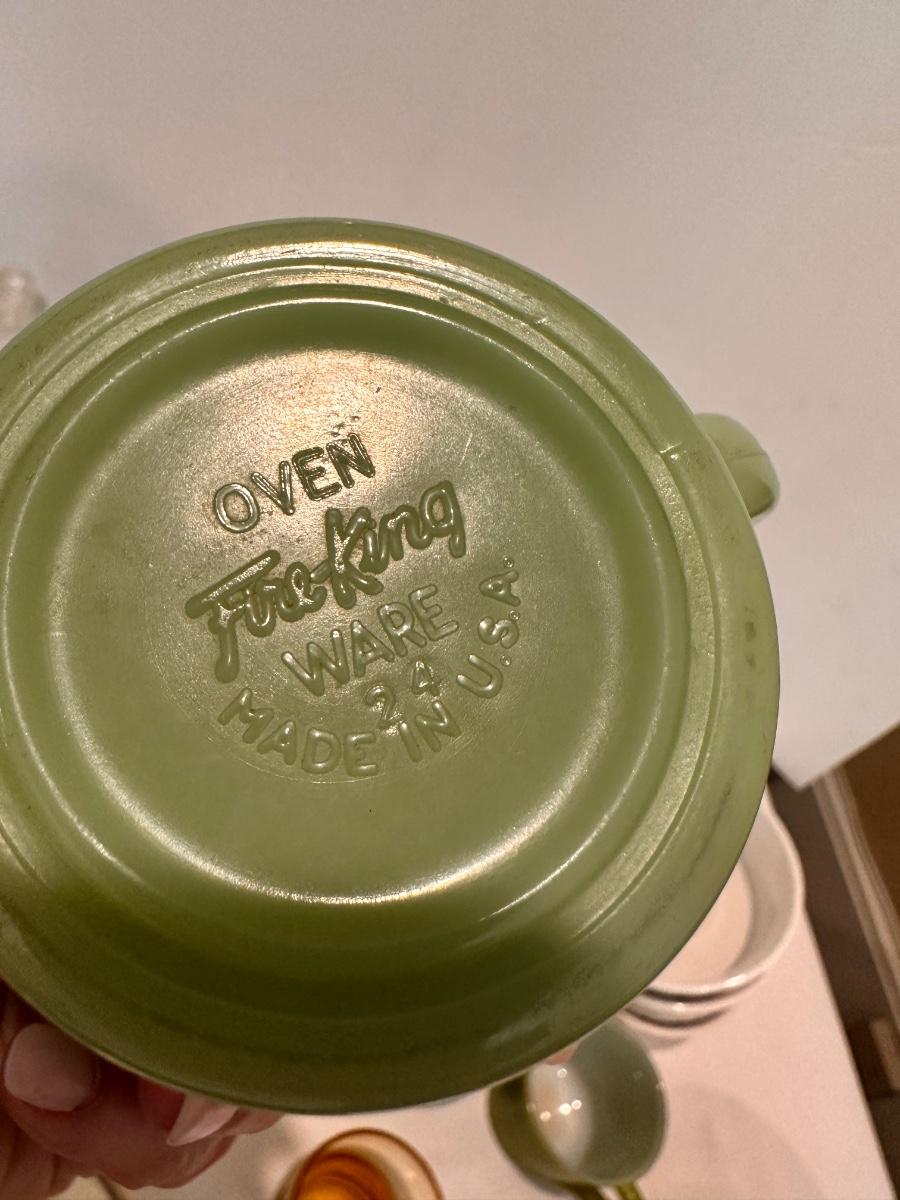 OVEN
Fire-King
WARE
24
MADE IN U.S.A.